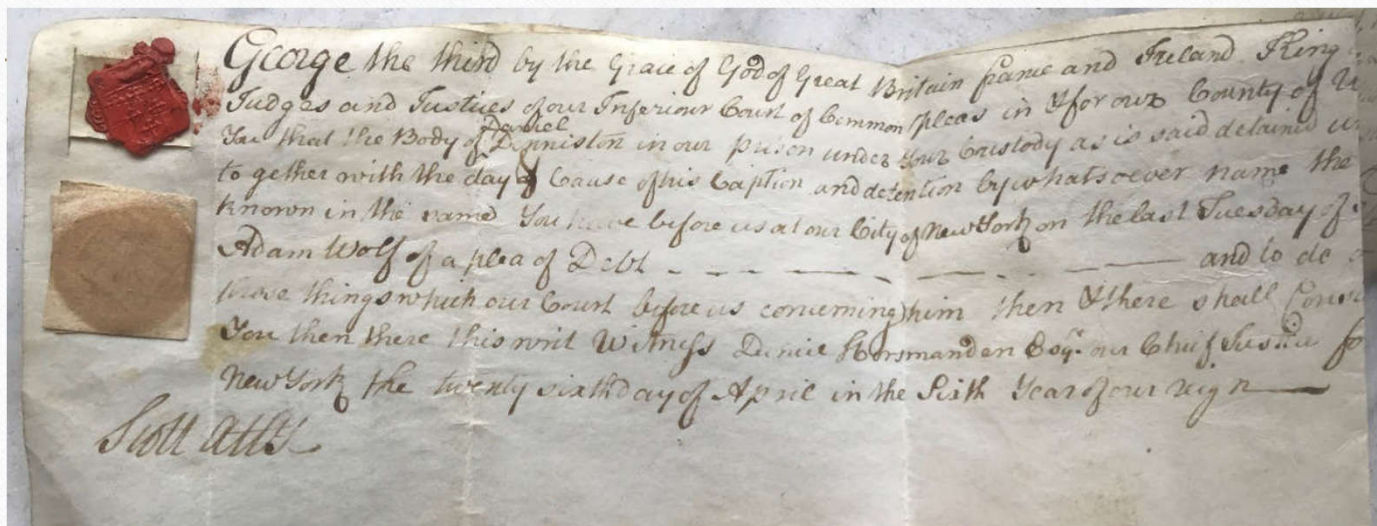 George the third by the Grace of God of Great Britain france and Ireland King
Judges and Justices of our Inferiour Court of Common pleas in & for our County of
Daniel
You that the Body of Denniston in our prison under your Custody as is said detained
to gether with the day & Cause of his Caption and detention by whatsoever name the
known in the same You have before us at our City of New York on the last Tuesday of
Adam Wolf of a plea of Debt - - - - - - - and to do
those things which our Court before us concerning him then & there shall
You then there this writ Witness Daniel Horsmanden Esqr. our Chief Justice
New York the twenty sixth day of April in the Sixth Year of our reign
Scott Atty